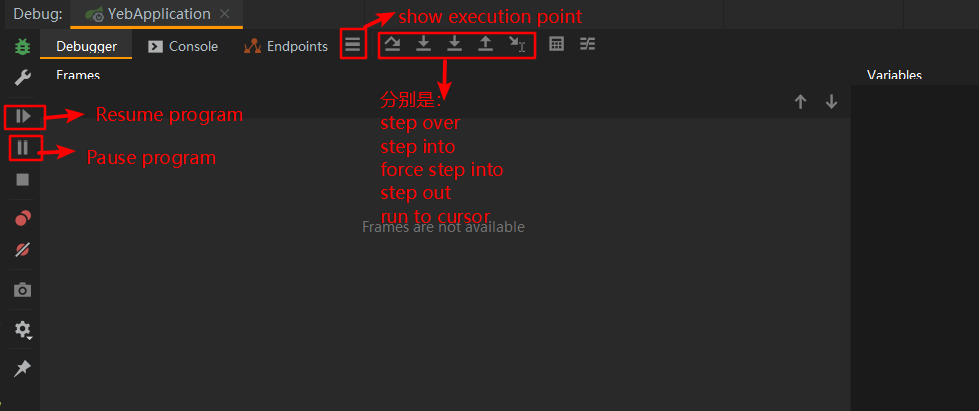 Debug: YebApplication
show execution point
Debugger Console Endpoints
Frames Variables
分别是：
Resume program
step over
step into
Pause program
force step into
step out
run to cursor
Frames are not available